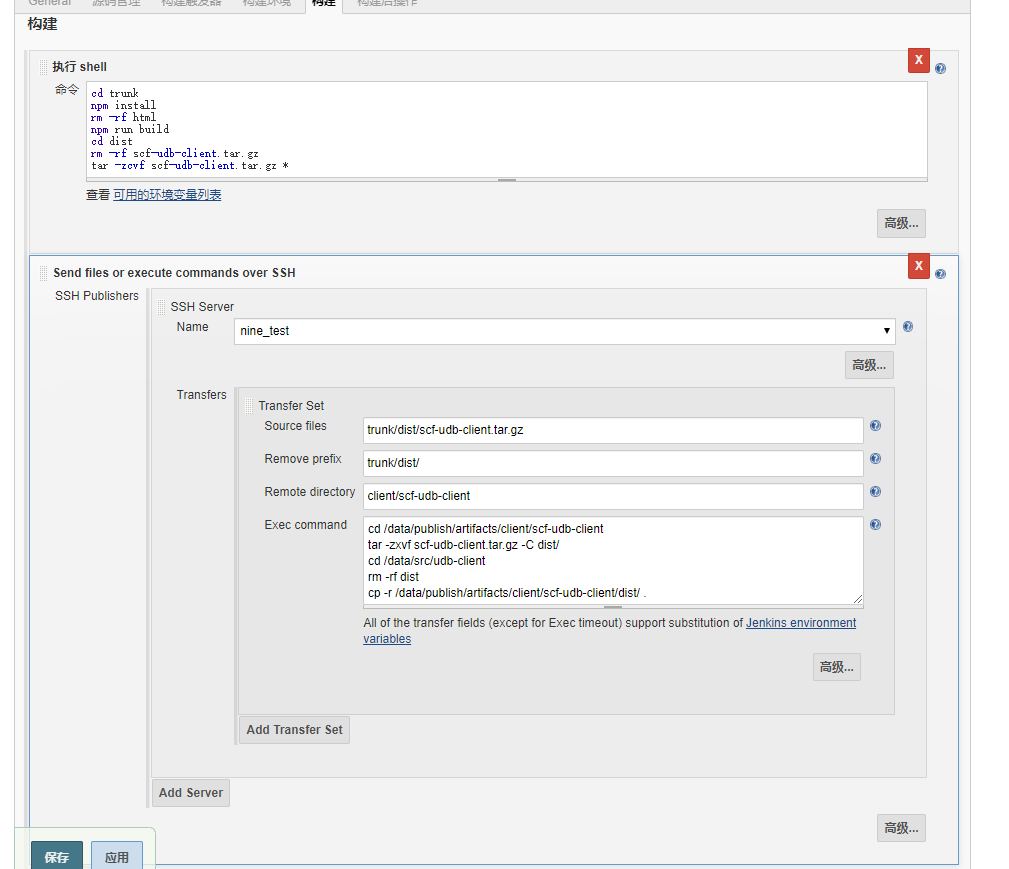 General 源码管理 构建触发器 构建环境 构建 构建后操作
构建
执行 shell
X
命令
cd trunk
npm install
rm -rf html
npm run build
cd dist
rm -rf scf-udb-client.tar.gz
tar -zcvf scf-udb-client.tar.gz *
查看 可用的环境变量列表
高级...
Send files or execute commands over SSH
X
SSH Publishers
SSH Server
Name
nine_test
高级...
Transfers
Transfer Set
Source files
trunk/dist/scf-udb-client.tar.gz
Remove prefix
trunk/dist/
Remote directory
client/scf-udb-client
Exec command
cd /data/publish/artifacts/client/scf-udb-client
tar -zxvf scf-udb-client.tar.gz -C dist/
cd /data/src/udb-client
rm -rf dist
cp -r /data/publish/artifacts/client/scf-udb-client/dist/ .
All of the transfer fields (except for Exec timeout) support substitution of Jenkins environment
variables
高级...
Add Transfer Set
Add Server
高级...
保存
应用